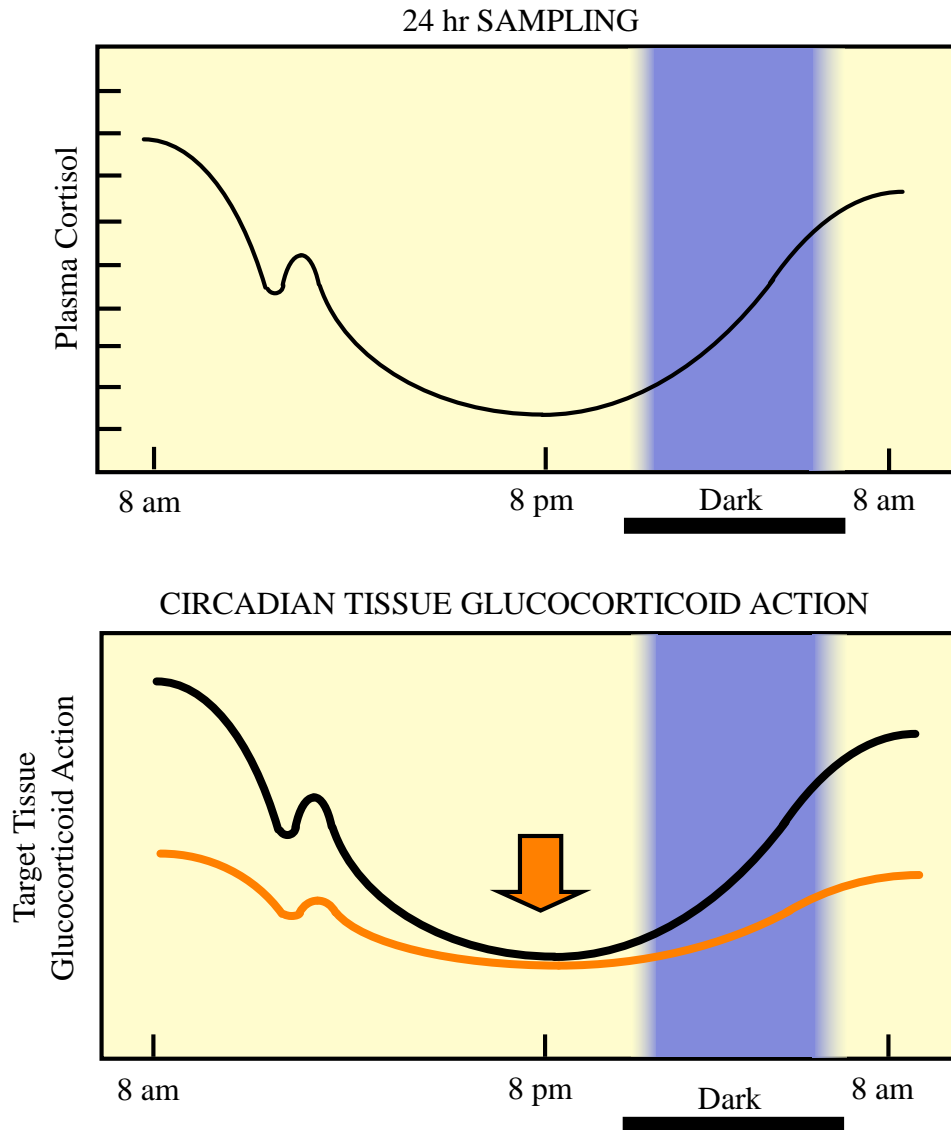 24 hr SAMPLING
Plasma Cortisol
8 am
8 pm
Dark
8 am
CIRCADIAN TISSUE GLUCOCORTICOID ACTION
Target Tissue
Glucocorticoid Action
8 am
8 pm
Dark
8 am